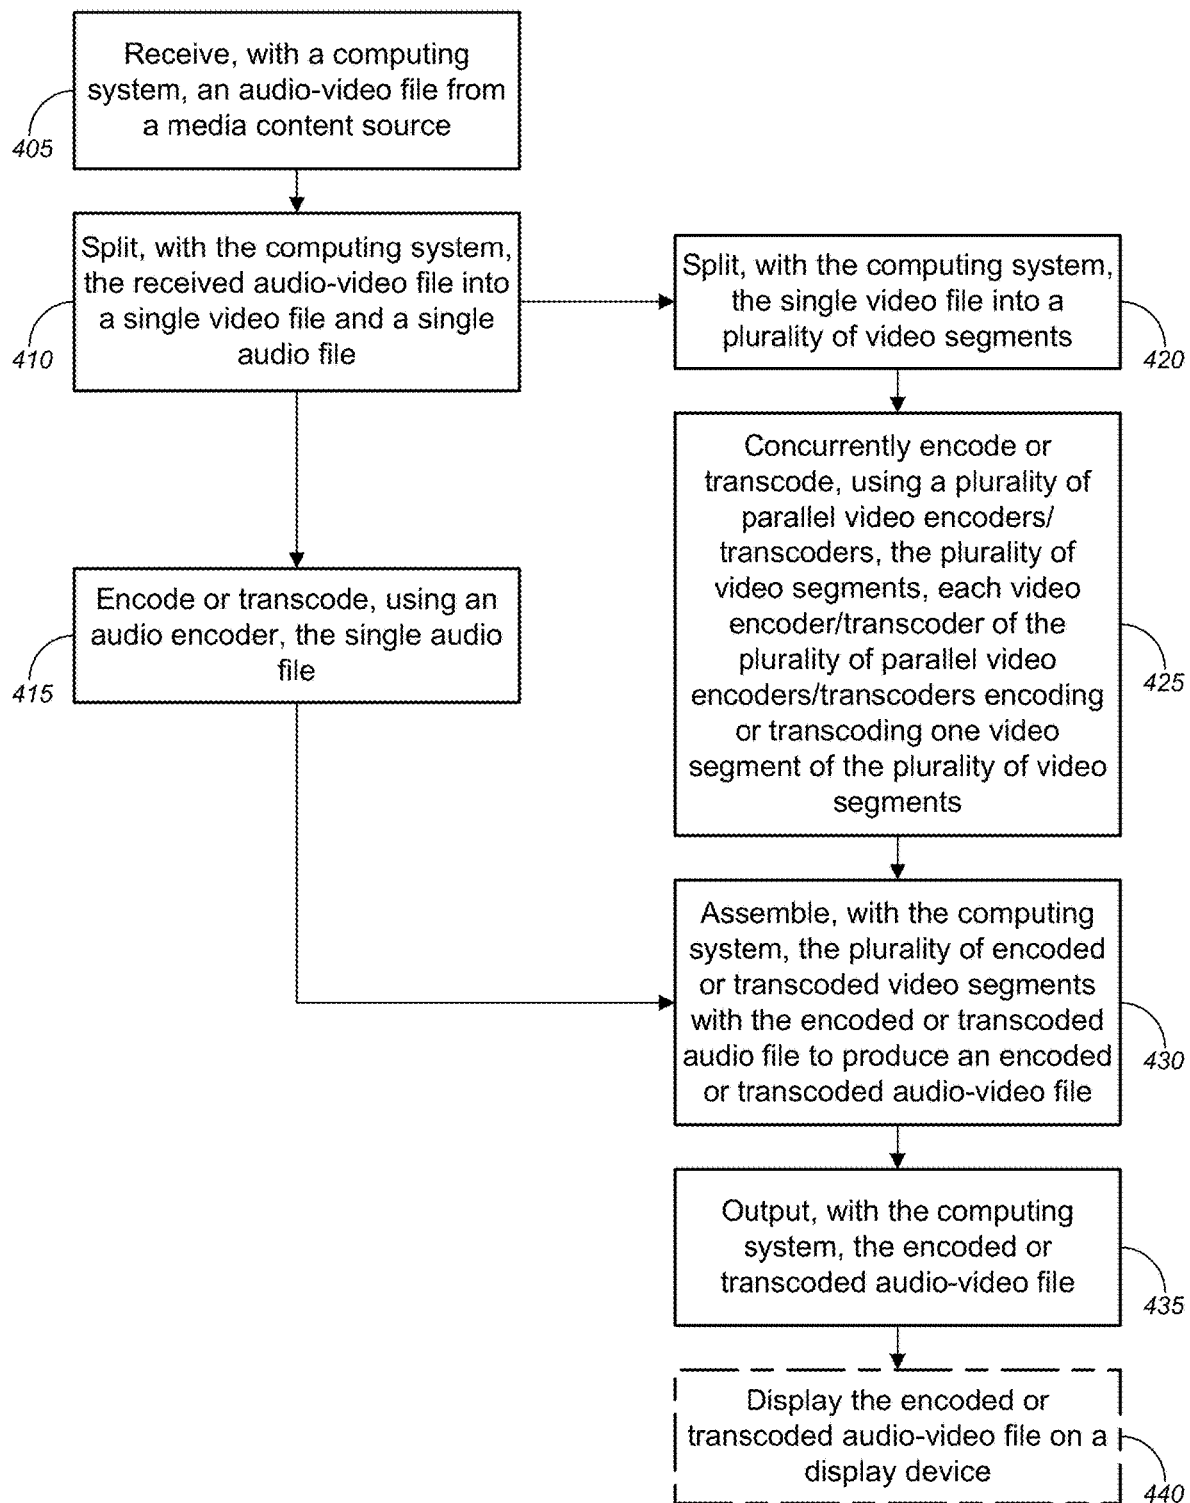 Receive, with a computing
system, an audio-video file from
a media content source
405
Split, with the computing system,
the received audio-video file into
a single video file and a single
audio file
410
Encode or transcode, using an
audio encoder, the single audio
file
415
Split, with the computing system,
the single video file into a
plurality of video segments
420
Concurrently encode or
transcode, using a plurality of
parallel video encoders/
transcoders, the plurality of
video segments, each video
encoder/transcoder of the
plurality of parallel video
encoders/transcoders encoding
or transcoding one video
segment of the plurality of video
segments
425
Assemble, with the computing
system, the plurality of encoded
or transcoded video segments
with the encoded or transcoded
audio file to produce an encoded
or transcoded audio-video file
430
Output, with the computing
system, the encoded or
transcoded audio-video file
435
Display the encoded or
transcoded audio-video file on a
display device
440